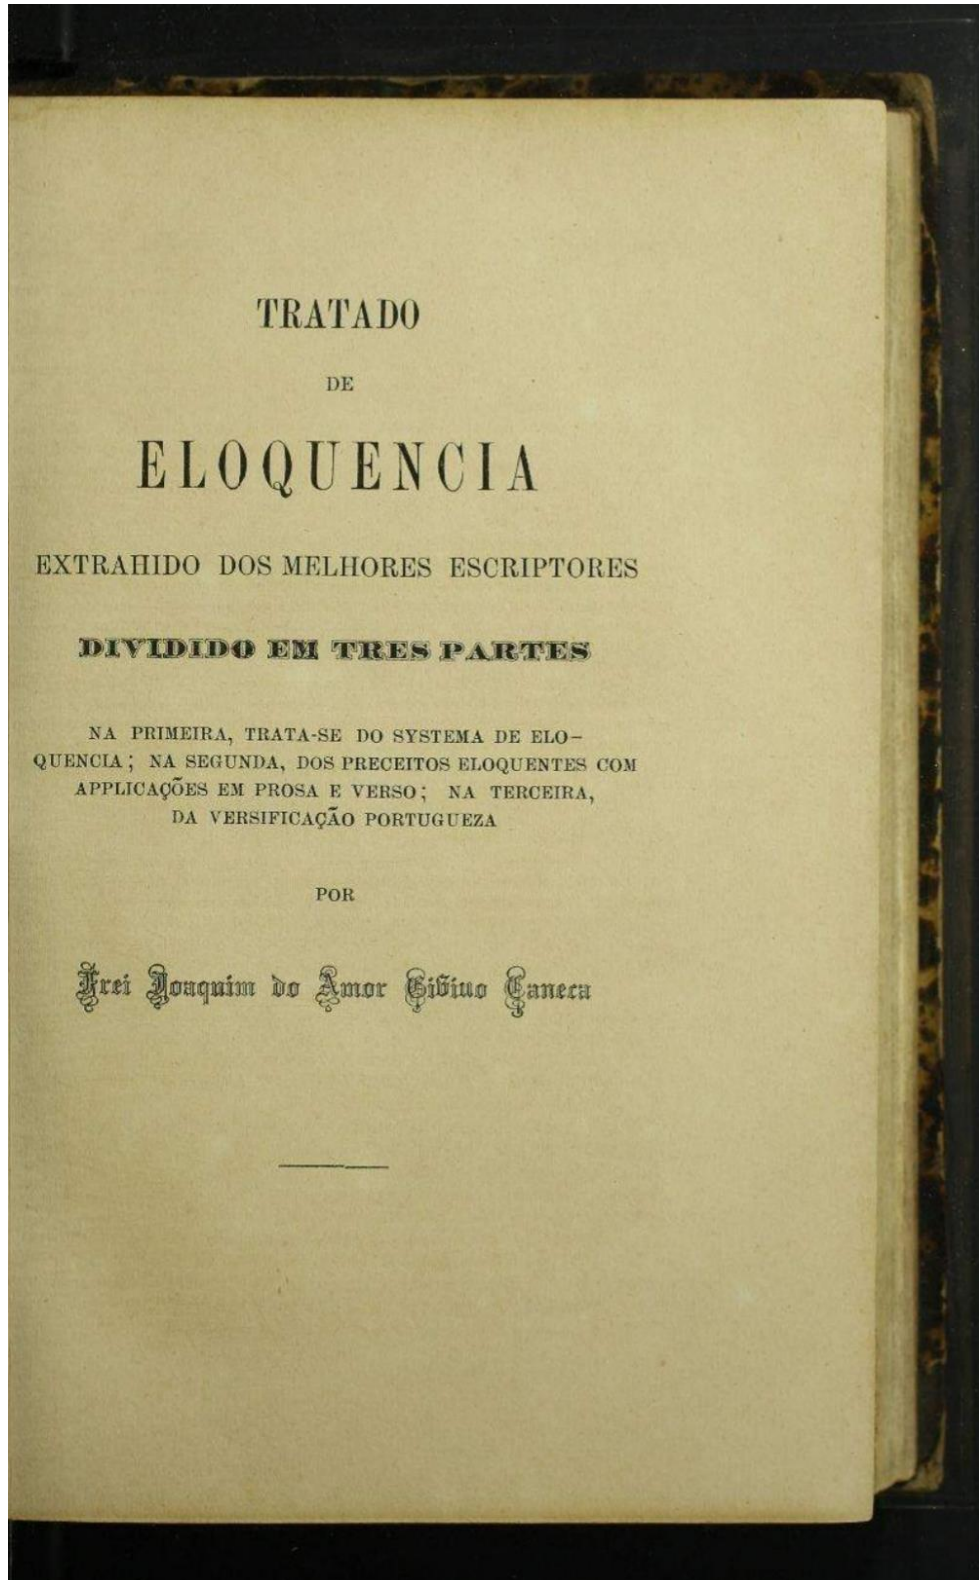 TRATADO
DE
ELOQUENCIA
EXTRAHIDO DOS MELHORES ESCRIPTORES
DIVIDIDO EM TRES PARTES
NA PRIMEIRA, TRATA-SE DO SYSTEMA DE ELO-
QUENCIA; NA SEGUNDA, DOS PRECEITOS ELOQUENTES COM
APPLICAÇÕES EM PROSA E VERSO; NA TERCEIRA,
DA VERSIFICAÇÃO PORTUGUEZA
POR
Frei Joaquim do Amor Divino Caneca